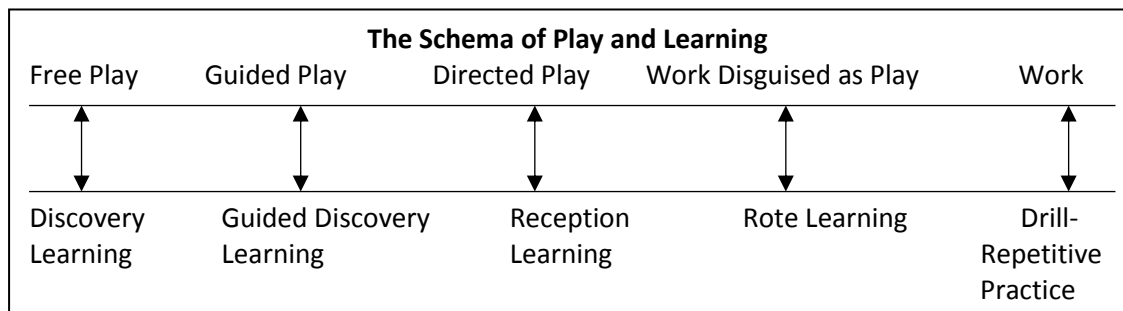 The Schema of Play and Learning
Free Play Guided Play Directed Play Work Disguised as Play Work
Discovery Guided Discovery Reception Rote Learning Drill-
Learning Learning Learning Repetitive
Practice